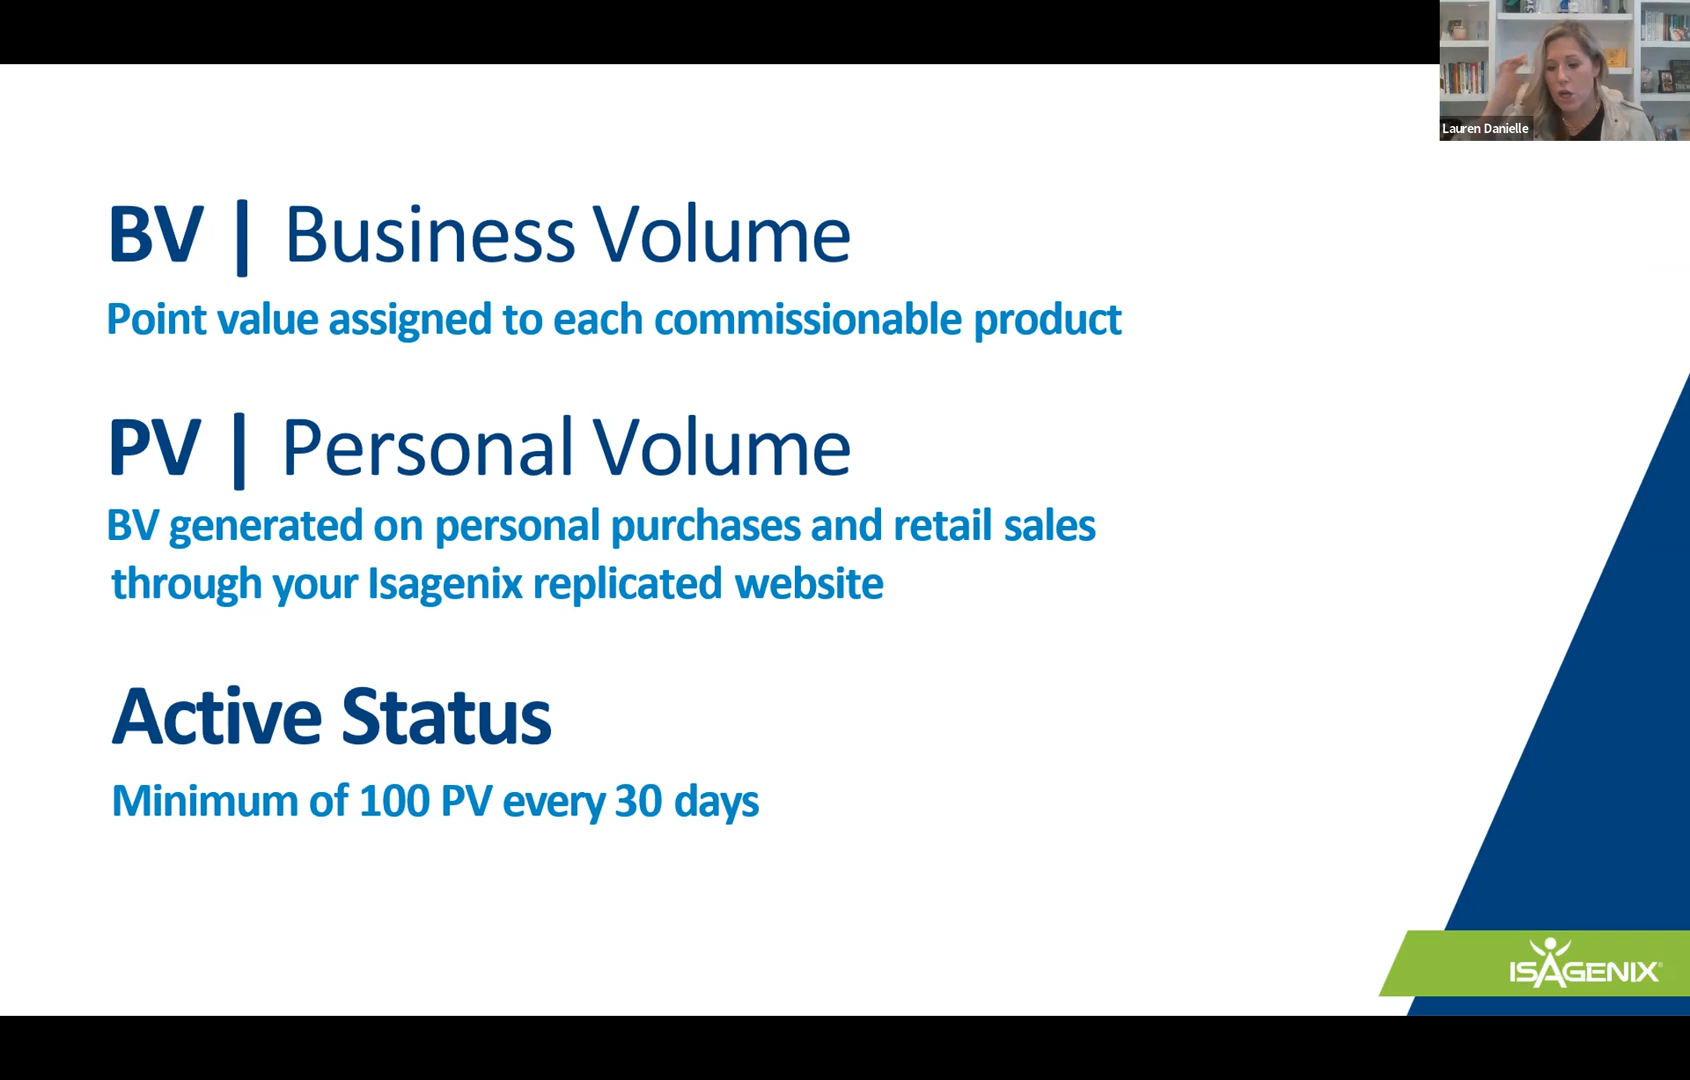 Lauren Danielle
BV | Business Volume
Point value assigned to each commissionable product
PV | Personal Volume
BV generated on personal purchases and retail sales
through your Isagenix replicated website
Active Status
Minimum of 100 PV every 30 days
ISAGENIX